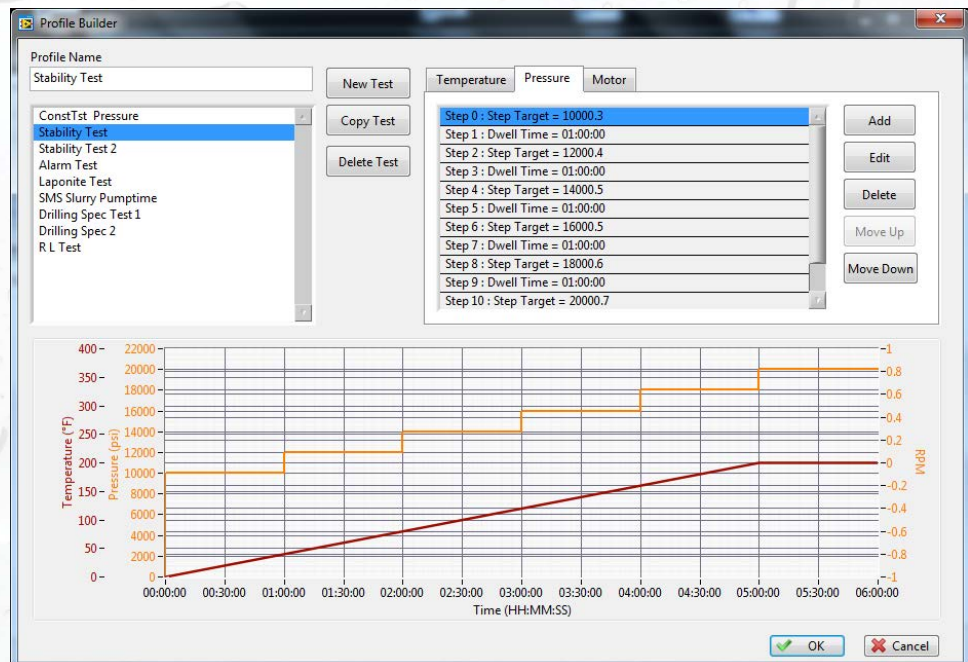 Profile Builder
Profile Name
Stability Test
New Test
Copy Test
Delete Test
ConstTst Pressure
Stability Test
Stability Test 2
Alarm Test
Laponite Test
SMS Slurry Pumptime
Drilling Spec Test 1
Drilling Spec 2
R L Test
Temperature Pressure Motor
Step 0 : Step Target = 10000.3
Step 1 : Dwell Time = 01:00:00
Step 2 : Step Target = 12000.4
Step 3 : Dwell Time = 01:00:00
Step 4 : Step Target = 14000.5
Step 5 : Dwell Time = 01:00:00
Step 6 : Step Target = 16000.5
Step 7 : Dwell Time = 01:00:00
Step 8 : Step Target = 18000.6
Step 9 : Dwell Time = 01:00:00
Step 10 : Step Target = 20000.7
Add
Edit
Delete
Move Up
Move Down
Temperature (°F)
400
350
300
250
200
150
100
50
0
Pressure (psi)
22000
20000
18000
16000
14000
12000
10000
8000
6000
4000
2000
0
1
0.8
0.6
0.4
0.2
0
-0.2
-0.4
-0.6
-0.8
-1
RPM
00:00:00 00:30:00 01:00:00 01:30:00 02:00:00 02:30:00 03:00:00 03:30:00 04:00:00 04:30:00 05:00:00 05:30:00 06:00:00
Time (HH:MM:SS)
OK
Cancel